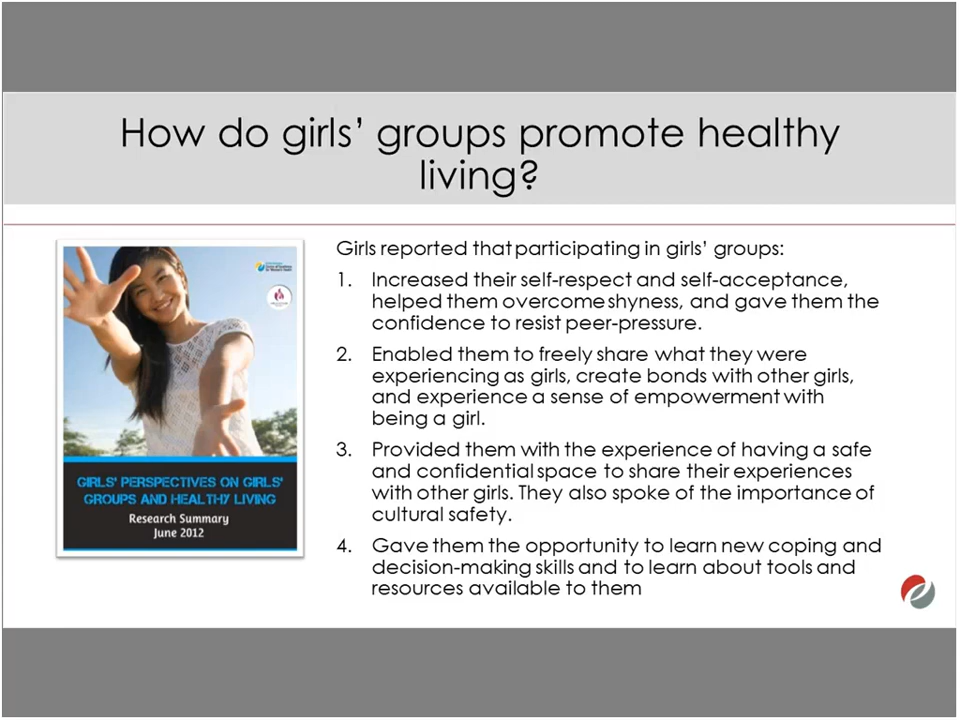 How do girls' groups promote healthy
living?
GIRLS' PERSPECTIVES ON GIRLS'
GROUPS AND HEALTHY LIVING
Research Summary
June 2012
Girls reported that participating in girls' groups:
1. Increased their self-respect and self-acceptance,
helped them overcome shyness, and gave them the
confidence to resist peer-pressure.
2. Enabled them to freely share what they were
experiencing as girls, create bonds with other girls,
and experience a sense of empowerment with
being a girl.
3. Provided them with the experience of having a safe
and confidential space to share their experiences
with other girls. They also spoke of the importance of
cultural safety.
4. Gave them the opportunity to learn new coping and
decision-making skills and to learn about tools and
resources available to them